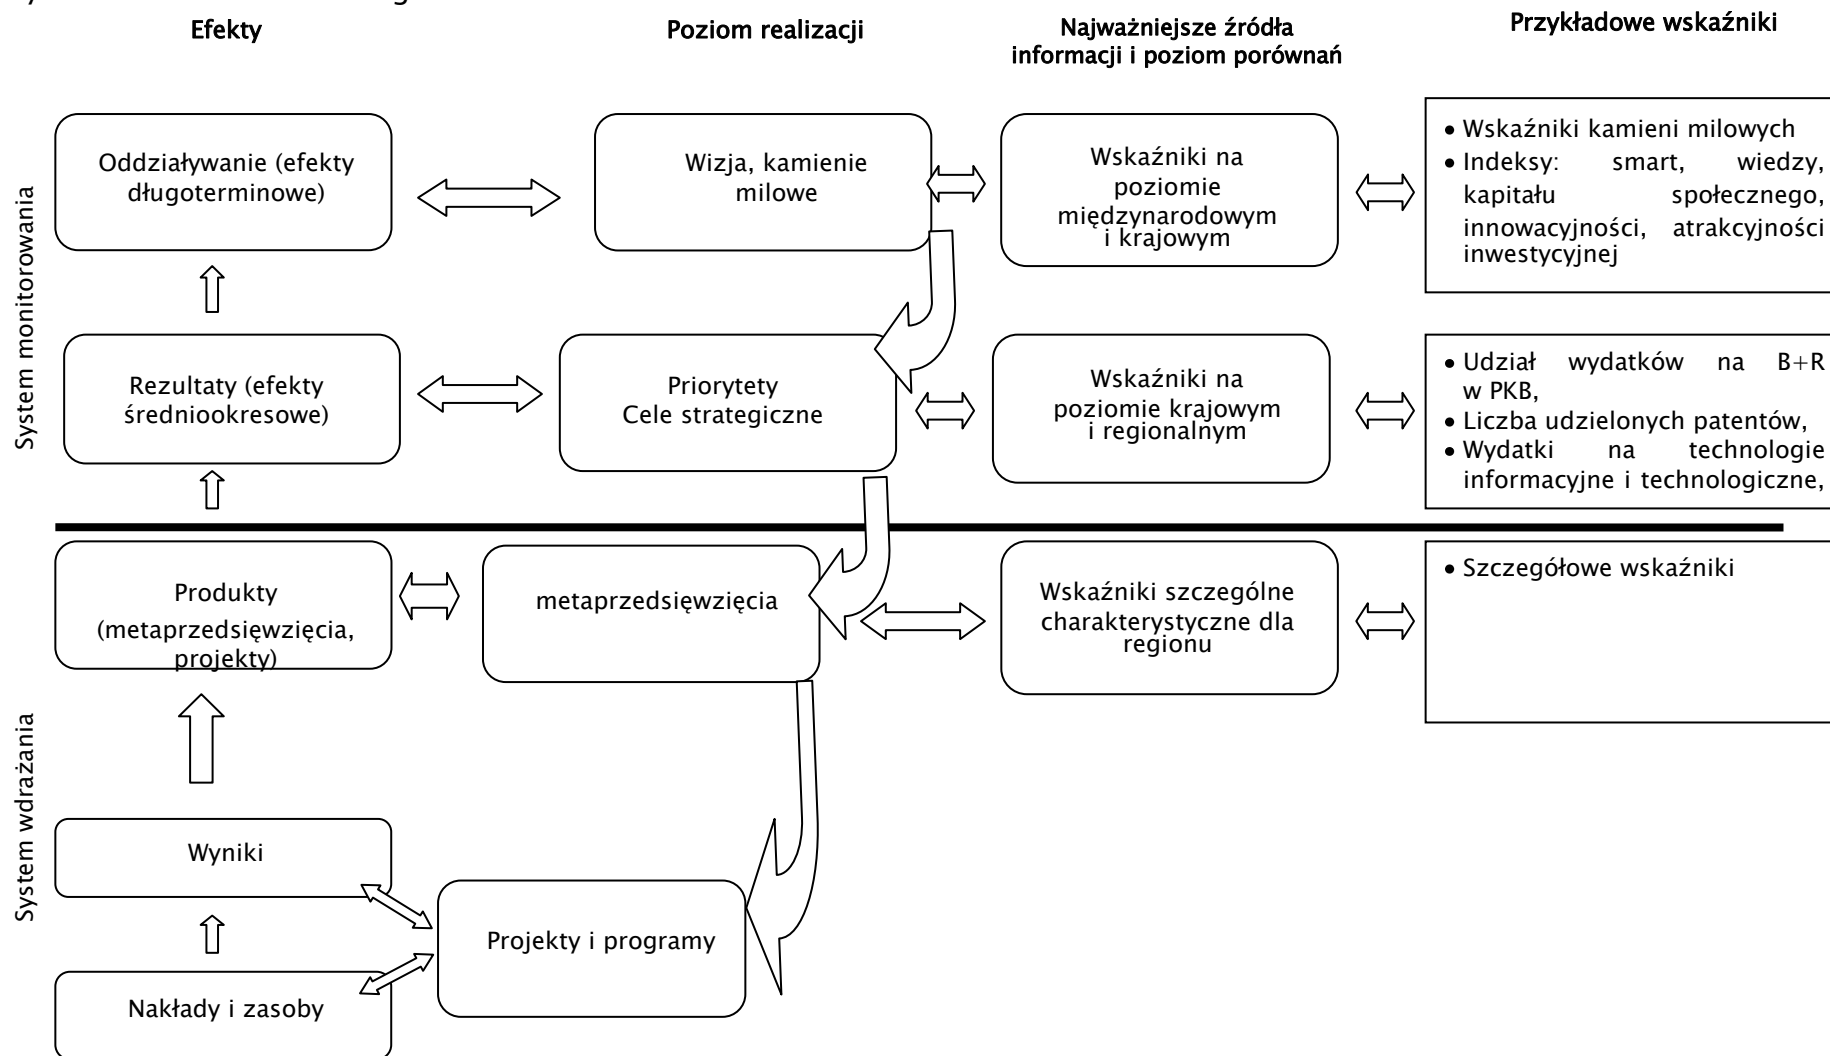 Efekty
Poziom realizacji
Najważniejsze źródła
informacji i poziom porównań
Przykładowe wskaźniki
System monitorowania
Oddziaływanie (efekty
długoterminowe)
Wizja, kamienie
milowe
Wskaźniki na
poziomie
międzynarodowym
i krajowym
• Wskaźniki kamieni milowych
• Indeksy: smart, wiedzy,
kapitału społecznego,
innowacyjności, atrakcyjności
inwestycyjnej
Rezultaty (efekty
średniookresowe)
Priorytety
Cele strategiczne
Wskaźniki na
poziomie krajowym
i regionalnym
• Udział wydatków na B+R
w PKB,
• Liczba udzielonych patentów,
• Wydatki na technologie
informacyjne i technologiczne,
System wdrażania
Produkty
(metaprzedsięwzięcia,
projekty)
metaprzedsięwzięcia
Wskaźniki szczególne
charakterystyczne dla
regionu
• Szczegółowe wskaźniki
Wyniki
Projekty i programy
Nakłady i zasoby